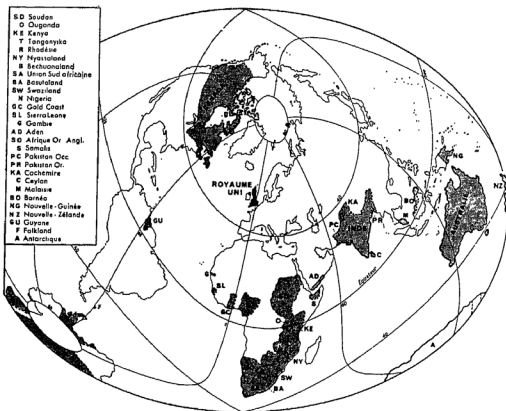 SD Soudan
O Ouganda
KE Kenya
T Tanganyika
R Rhodésie
NY Nyassaland
B Bechuanaland
SA Union Sud africaine
BA Basutoland
SW Swaziland
N Nigeria
GC Gold Coast
SL Sierra Leone
G Gambie
AD Aden
SO Afrique Or. Angl.
S Somalis
PC Pakistan Occ
PR Pakistan Or.
KA Cachemire
C Ceylan
M Malaisie
BO Bornéo
NG Nouvelle-Guinée
NZ Nouvelle-Zélande
GU Guyane
F Falkland
A Antarctique
ROYAUME
UNI
NG
NZ
BO
M
KA
PC
PR
INDE
C
GU
AD
S
G
SL
GC
O
KE
NY
SW
BA
F
A
Equateur